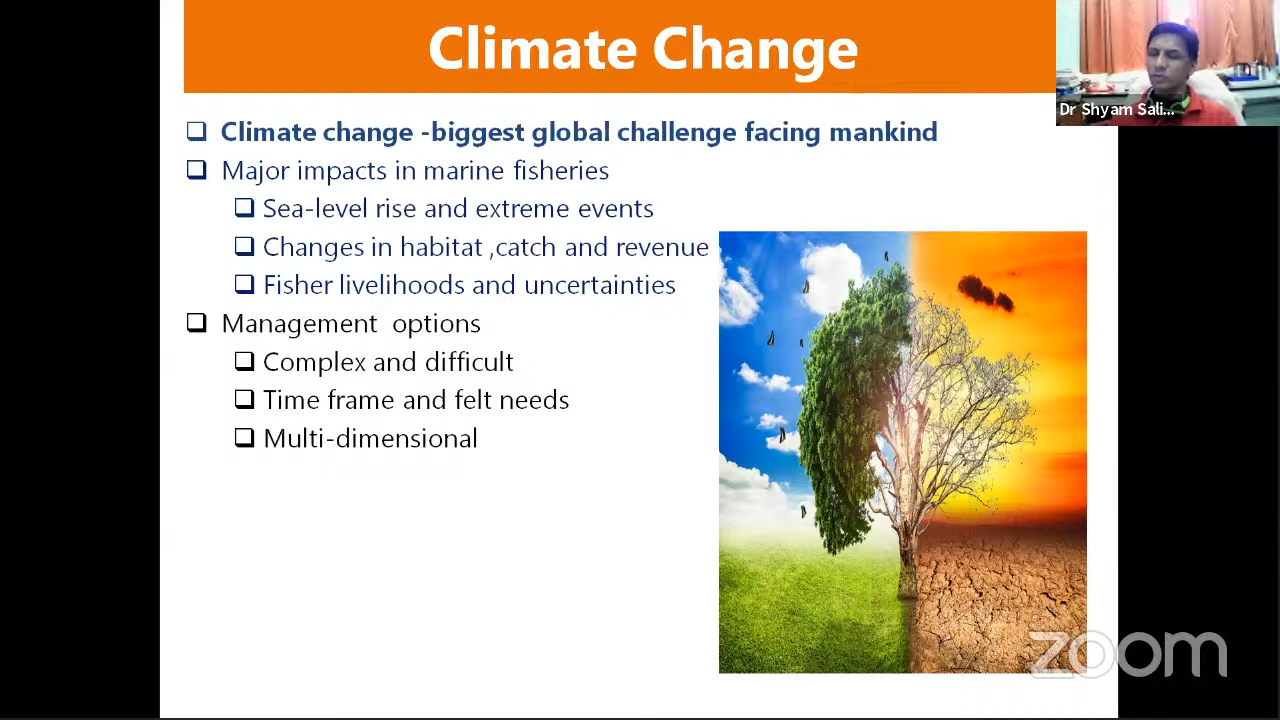 Climate Change
Dr Shyam Sali...
Climate change -biggest global challenge facing mankind
Major impacts in marine fisheries
Sea-level rise and extreme events
Changes in habitat ,catch and revenue
Fisher livelihoods and uncertainties
Management options
Complex and difficult
Time frame and felt needs
Multi-dimensional
zoom